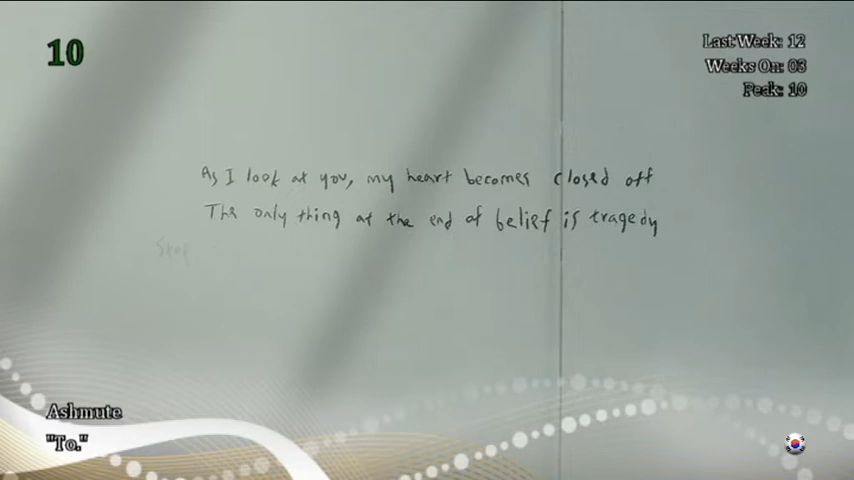 10
Last Week: 12
Weeks On: 03
Peak: 10
As I look at you, my heart becomes closed off
The only thing at the end of belief is tragedy
Stop
Ashmute
"To."